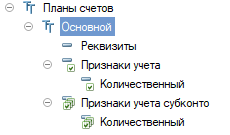 Планы счетов
Основной
Реквизиты
Признаки учета
Количественный
Признаки учета субконто
Количественный